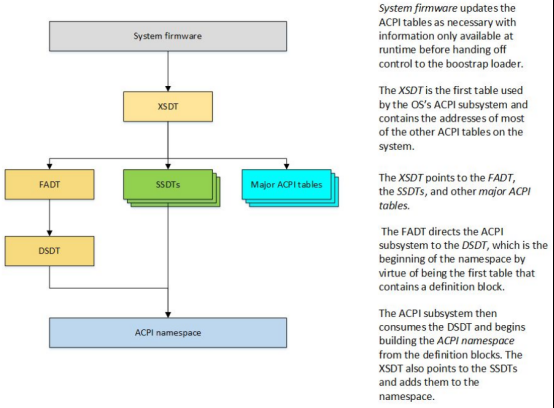 System firmware
XSDT
FADT
SSDTs
Major ACPI tables
DSDT
ACPI namespace
System firmware updates the
ACPI tables as necessary with
information only available at
runtime before handing off
control to the boostrap loader.
The XSDT is the first table used
by the OS's ACPI subsystem and
contains the addresses of most
of the other ACPI tables on the
system.
The XSDT points to the FADT,
the SSDTs, and other major ACPI
tables.
The FADT directs the ACPI
subsystem to the DSDT, which is the
beginning of the namespace by
virtue of being the first table that
contains a definition block.
The ACPI subsystem then
consumes the DSDT and begins
building the ACPI namespace
from the definition blocks. The
XSDT also points to the SSDTs
and adds them to the
namespace.